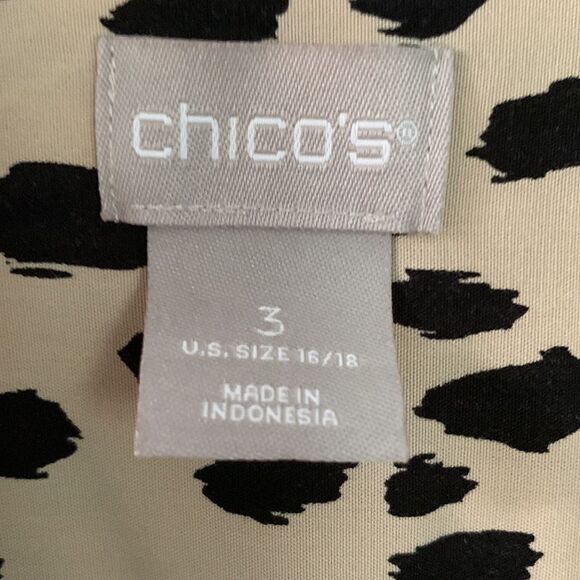 chico's®
3
U.S. SIZE 16/18
MADE IN
INDONESIA